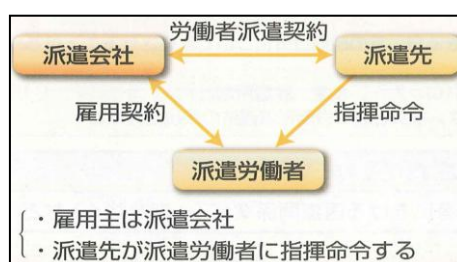 労働者派遣契約
派遣会社
派遣先
雇用契約
指揮命令
派遣労働者
・雇用主は派遣会社
・派遣先が派遣労働者に指揮命令する